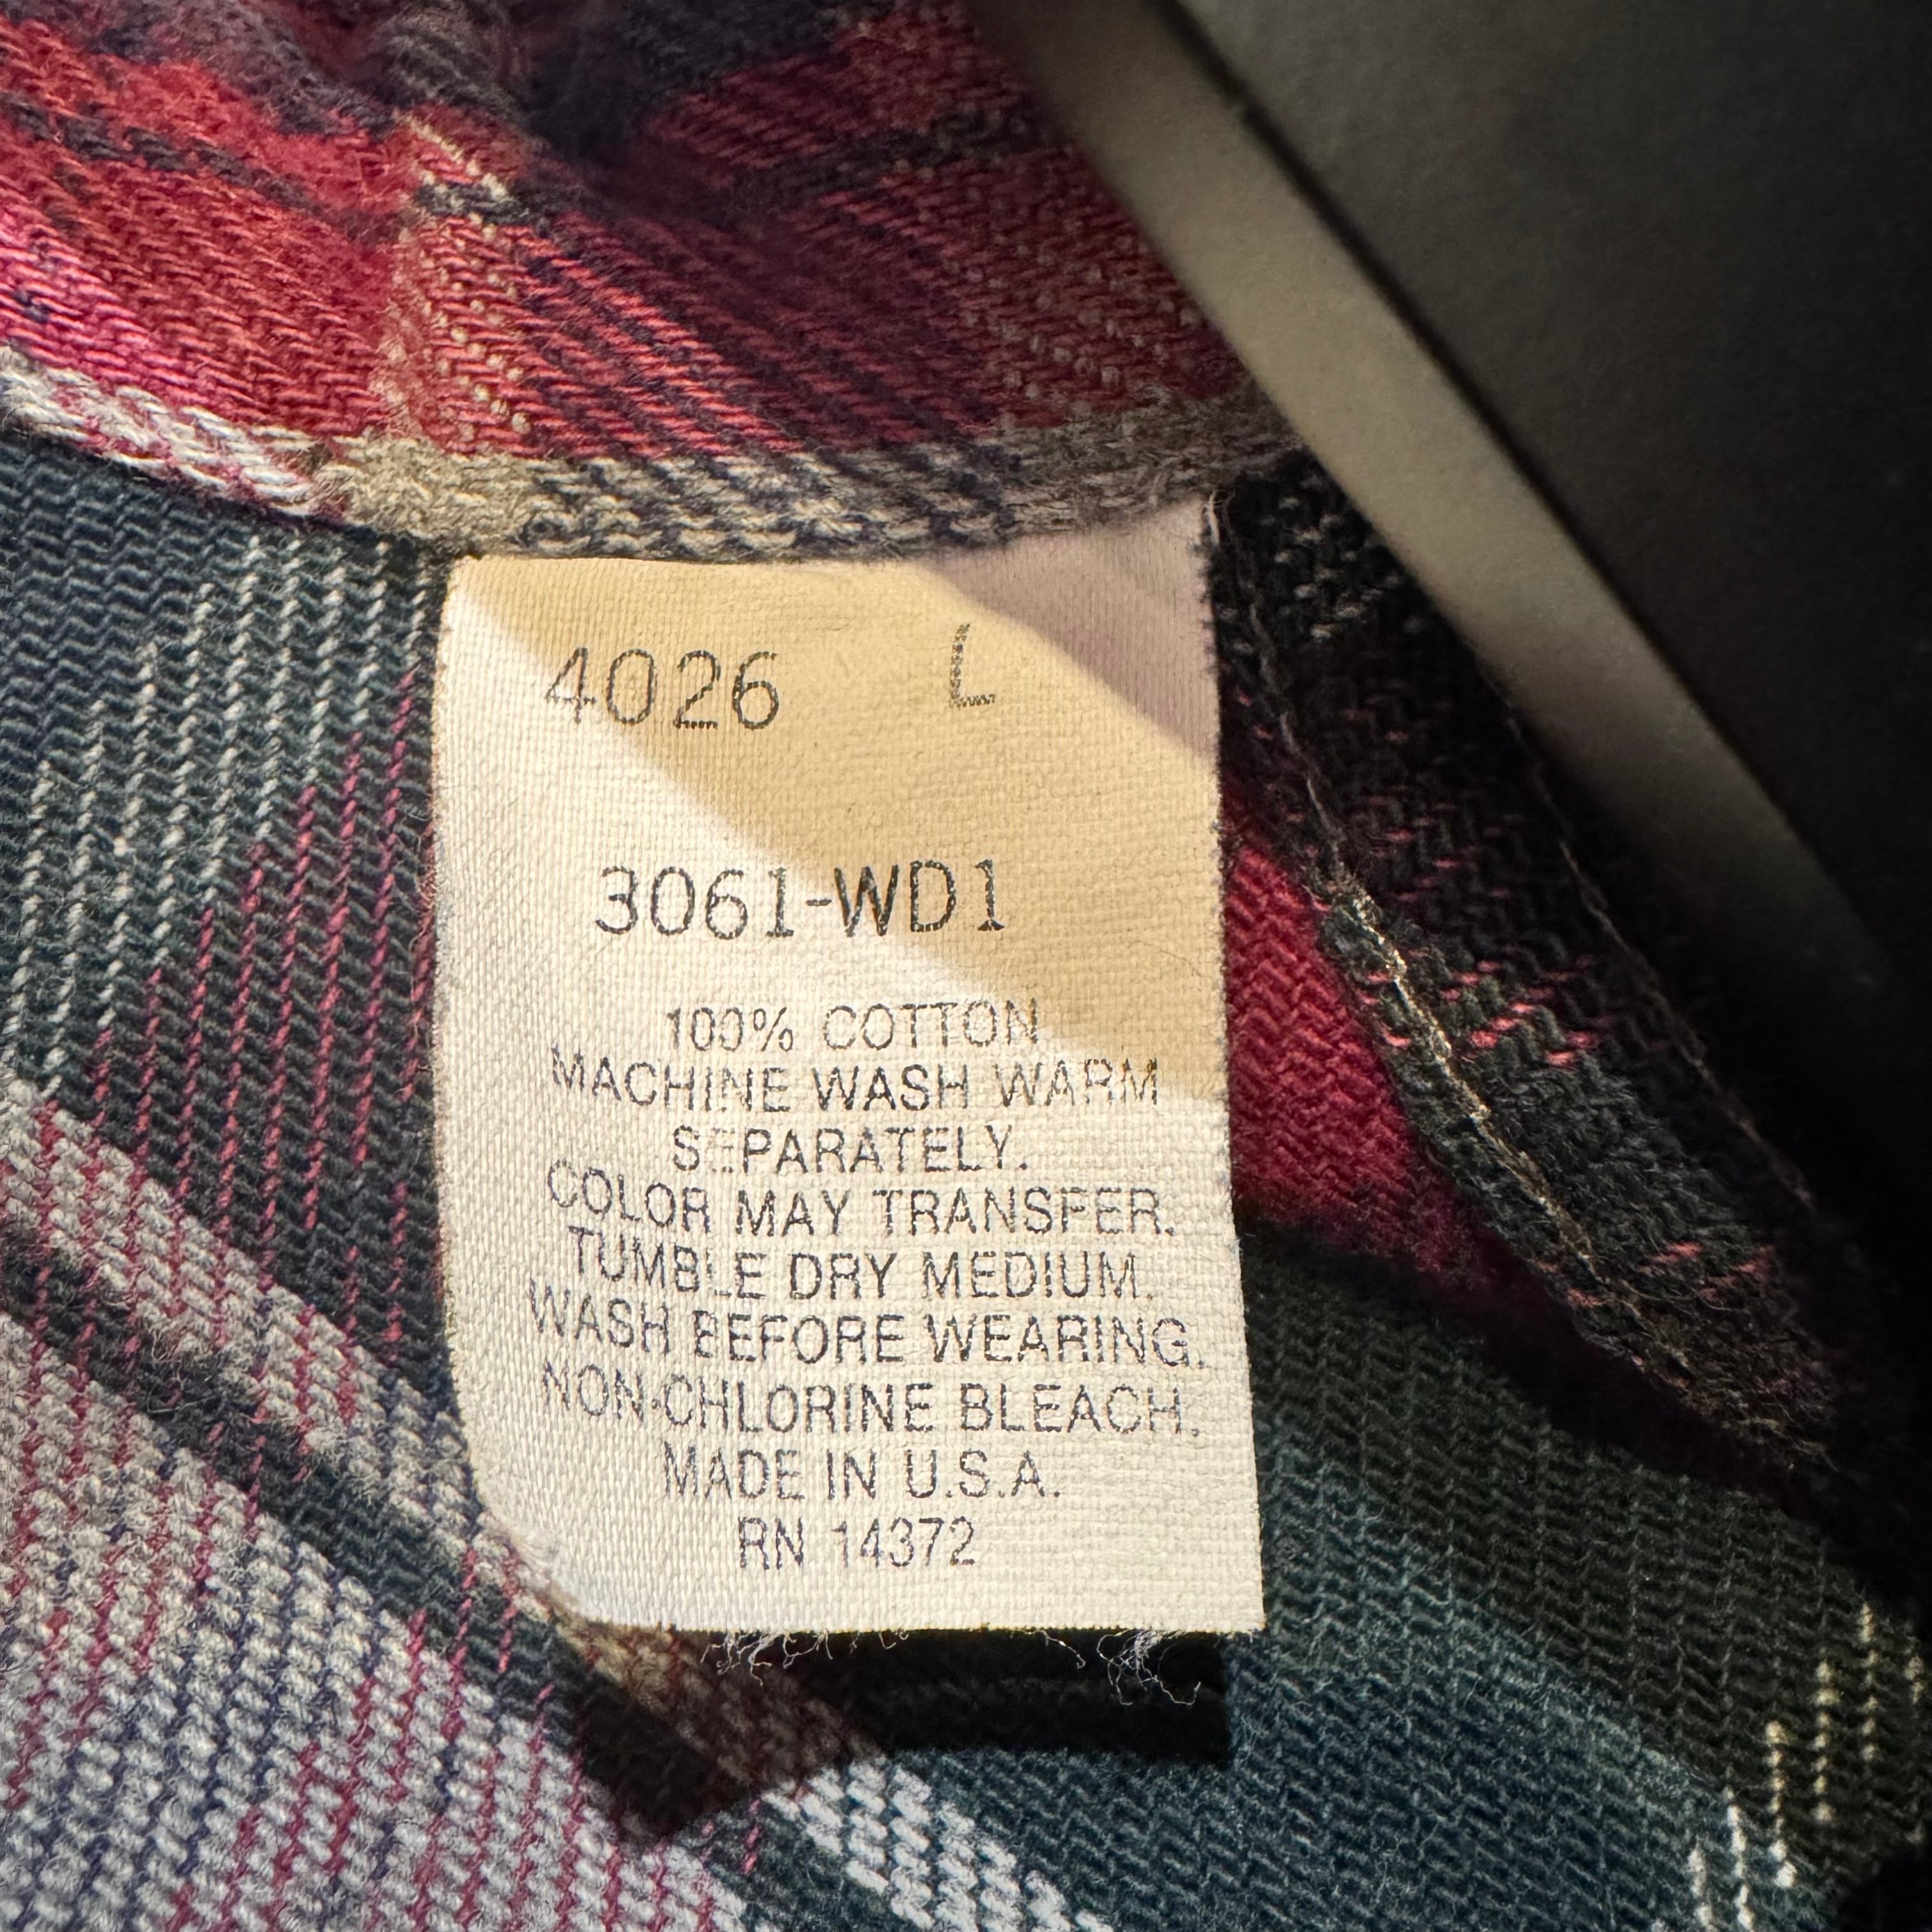 4026 L
3061-WD1
100% COTTON
MACHINE WASH WARM
SEPARATELY.
COLOR MAY TRANSFER.
TUMBLE DRY MEDIUM.
WASH BEFORE WEARING.
NON-CHLORINE BLEACH.
MADE IN U.S.A.
RN 14372